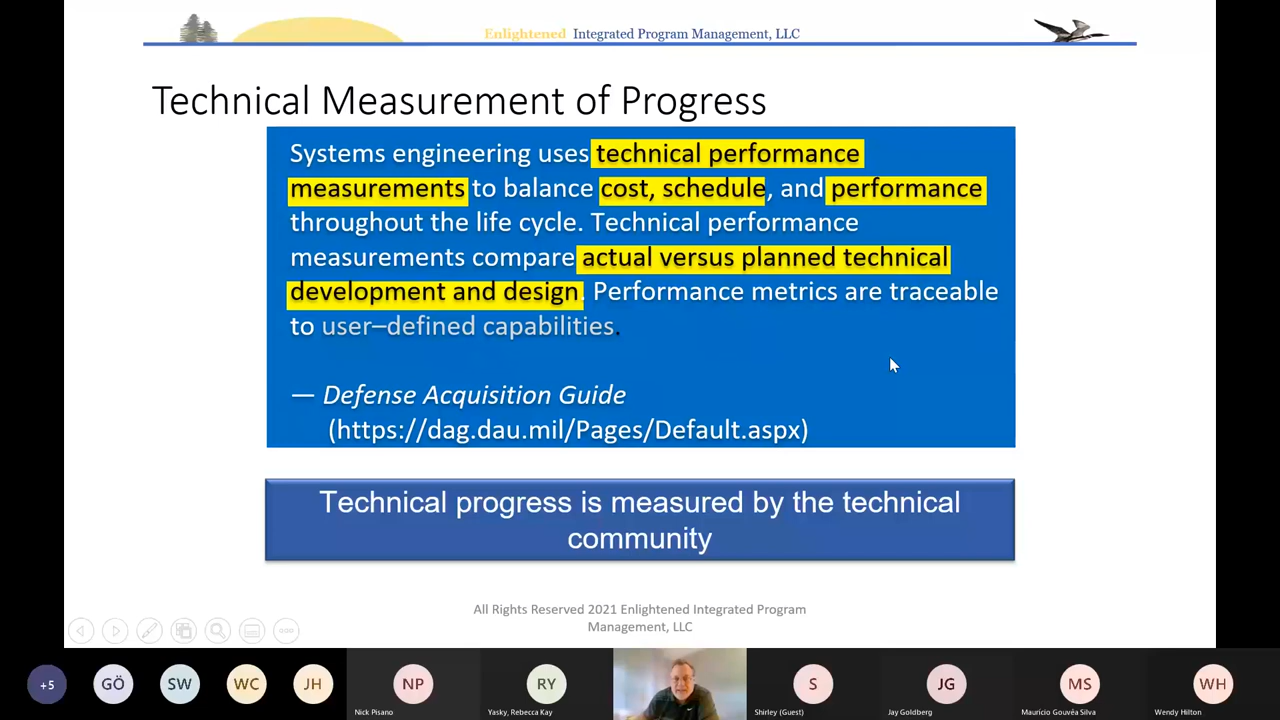 Enlightened Integrated Program Management, LLC
Technical Measurement of Progress
Systems engineering uses technical performance
measurements to balance cost, schedule, and performance
throughout the life cycle. Technical performance
measurements compare actual versus planned technical
development and design. Performance metrics are traceable
to user–defined capabilities.
— Defense Acquisition Guide
(https://dag.dau.mil/Pages/Default.aspx)
Technical progress is measured by the technical
community
All Rights Reserved 2021 Enlightened Integrated Program
Management, LLC
+5 GÖ SW WC JH NP RY S JG MS WH
Nick Pisano Yasky, Rebecca Kay Shirley (Guest) Jay Goldberg Maurício Gouvêa Silva Wendy Hilton